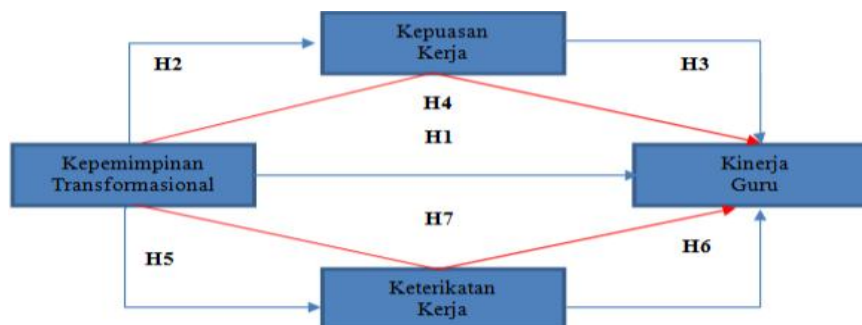 Kepuasan
Kerja
H2
H3
H4
H1
Kepemimpinan
Transformasional
Kinerja
Guru
H7
H5
H6
Keterikatan
Kerja